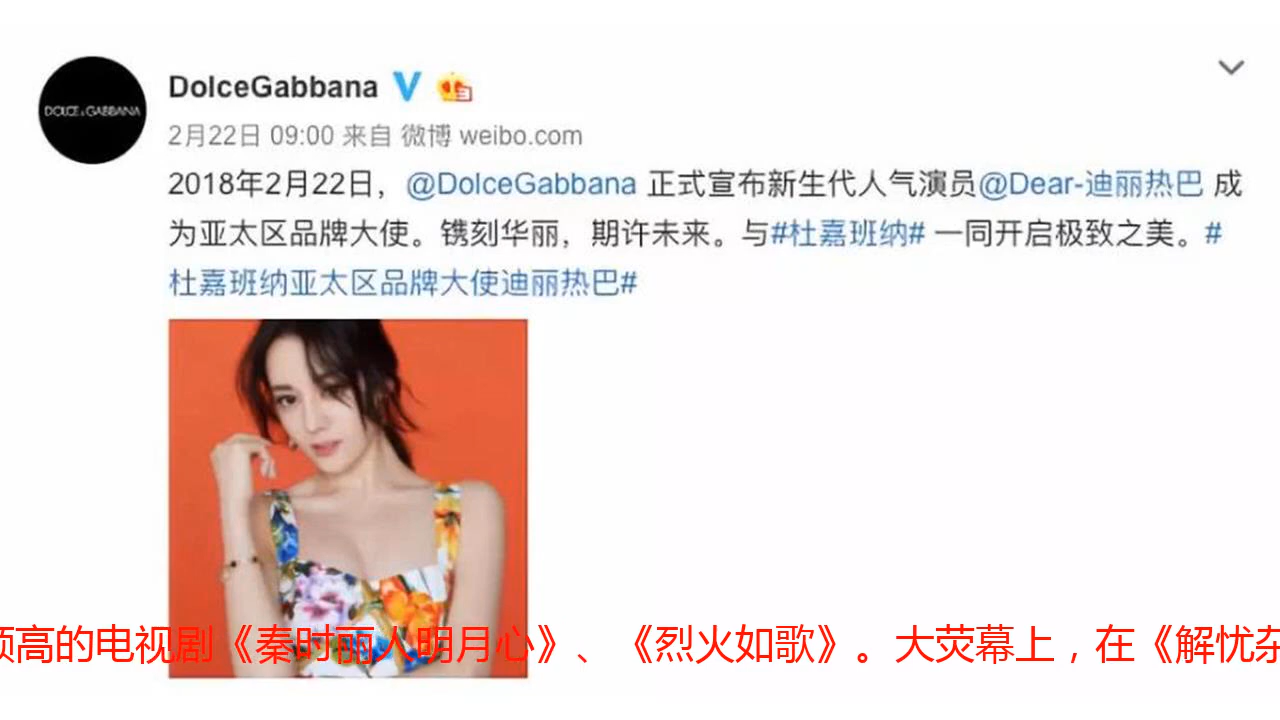 DOLCE & GABBANA
DolceGabbana
2月22日 09:00 来自 微博 weibo.com
2018年2月22日，@DolceGabbana 正式宣布新生代人气演员@Dear-迪丽热巴 成
为亚太区品牌大使。镌刻华丽，期许未来。与#杜嘉班纳# 一同开启极致之美。#
杜嘉班纳亚太区品牌大使迪丽热巴#
高的电视剧《秦时丽人明月心》、《烈火如歌》。大荧幕上，在《解忧杂